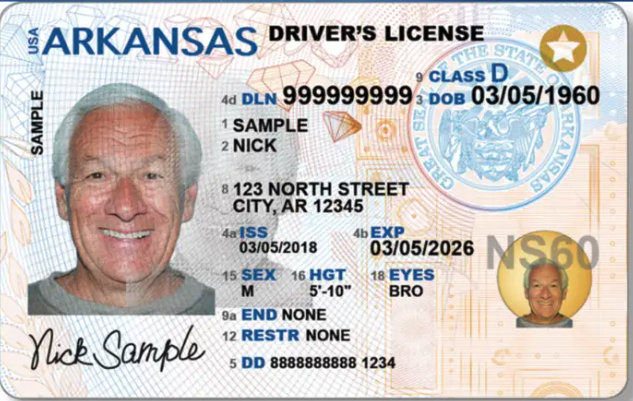 USA ARKANSAS DRIVER'S LICENSE
SAMPLE
9 CLASS D
4d DLN 999999999 3 DOB 03/05/1960
1 SAMPLE
2 NICK
8 123 NORTH STREET
CITY, AR 12345
4a ISS 4b EXP
03/05/2018 03/05/2026
15 SEX 16 HGT 18 EYES
M 5'-10" BRO
9a END NONE
12 RESTR NONE
5 DD 8888888888 1234
Nick Sample
NS60
GREAT SEAL OF THE STATE OF ARKANSAS